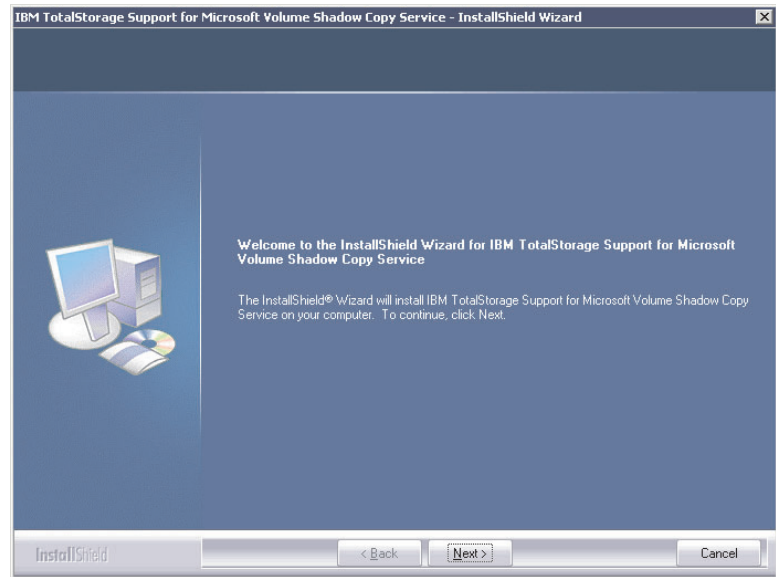 IBM TotalStorage Support for Microsoft Volume Shadow Copy Service - InstallShield Wizard
Welcome to the InstallShield Wizard for IBM TotalStorage Support for Microsoft
Volume Shadow Copy Service
The InstallShield® Wizard will install IBM TotalStorage Support for Microsoft Volume Shadow Copy
Service on your computer. To continue, click Next.
InstallShield
< Back
Next >
Cancel